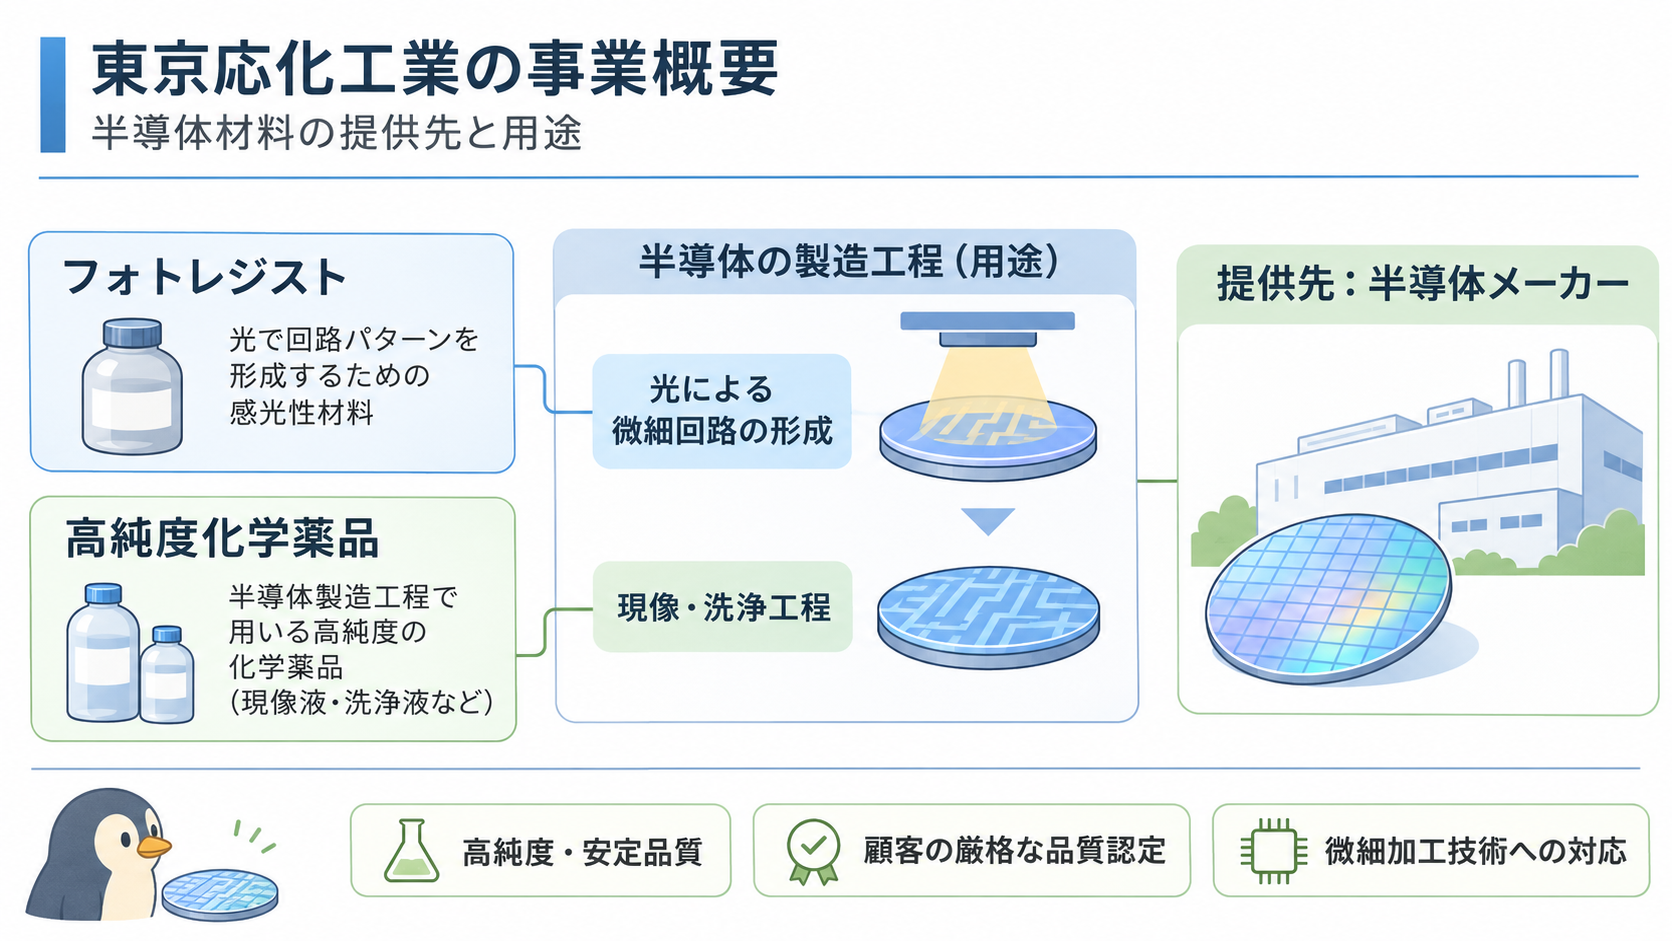 東京応化工業の事業概要
半導体材料の提供先と用途
フォトレジスト
光で回路パターンを
形成するための
感光性材料
高純度化学薬品
半導体製造工程で
用いる高純度の
化学薬品
（現像液・洗浄液など）
半導体の製造工程（用途）
光による
微細回路の形成
現像・洗浄工程
提供先：半導体メーカー
高純度・安定品質
顧客の厳格な品質認定
微細加工技術への対応